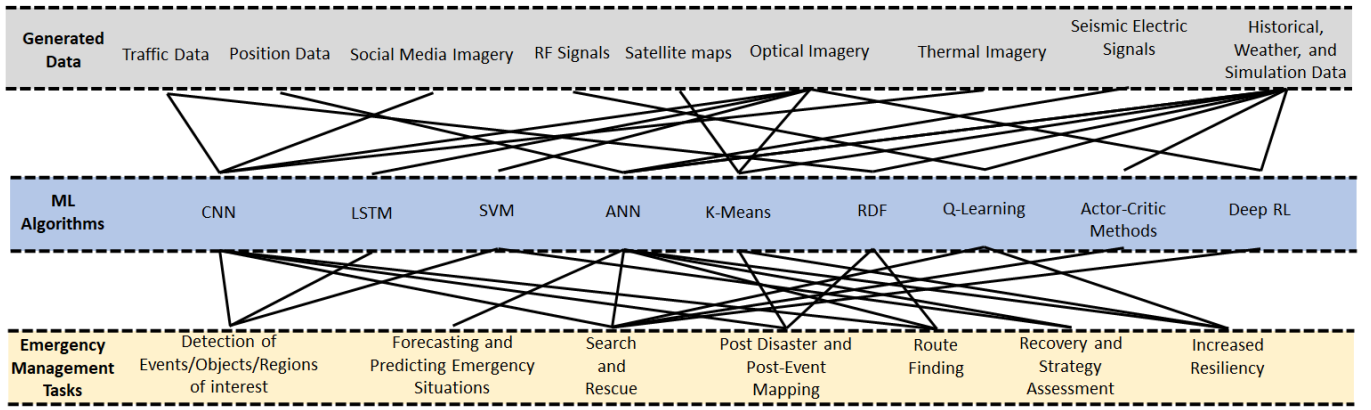 Generated
Data
Traffic Data
Position Data
Social Media Imagery
RF Signals
Satellite maps
Optical Imagery
Thermal Imagery
Seismic Electric
Signals
Historical,
Weather, and
Simulation Data
ML
Algorithms
CNN
LSTM
SVM
ANN
K-Means
RDF
Q-Learning
Actor-Critic
Methods
Deep RL
Emergency
Management
Tasks
Detection of
Events/Objects/Regions
of interest
Forecasting and
Predicting Emergency
Situations
Search
and
Rescue
Post Disaster and
Post-Event
Mapping
Route
Finding
Recovery and
Strategy
Assessment
Increased
Resiliency